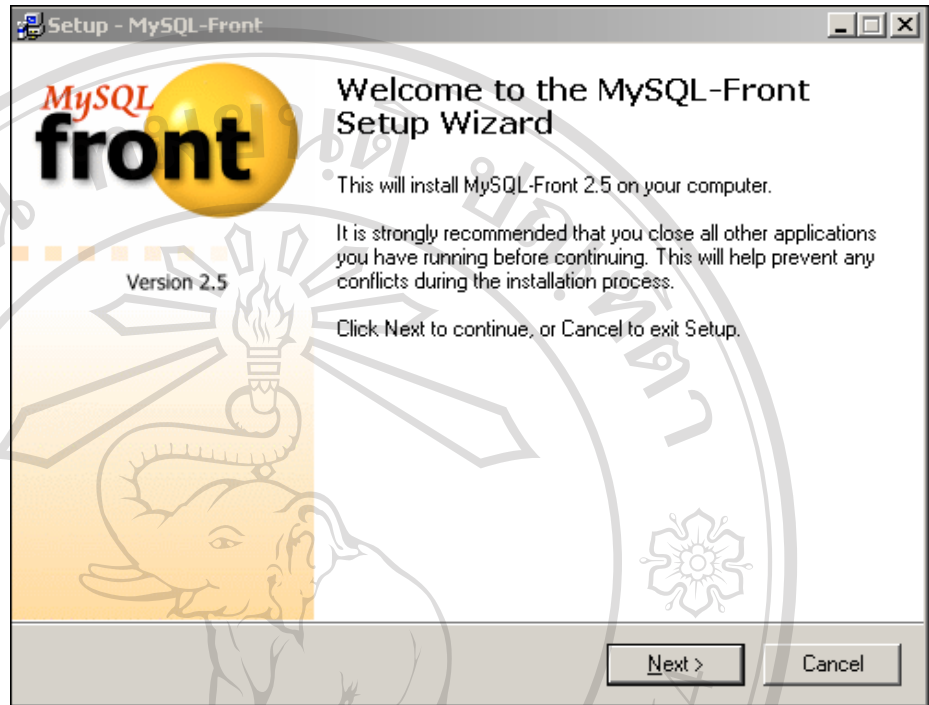 Setup - MySQL-Front
MySQL
front
Version 2.5
Welcome to the MySQL-Front
Setup Wizard
This will install MySQL-Front 2.5 on your computer.
It is strongly recommended that you close all other applications
you have running before continuing. This will help prevent any
conflicts during the installation process.
Click Next to continue, or Cancel to exit Setup.
Next >
Cancel